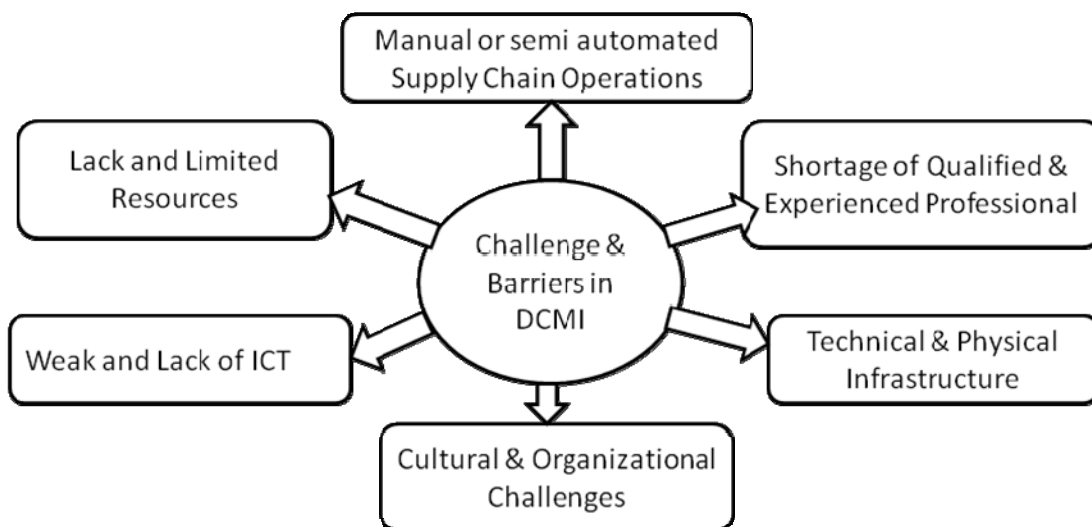 Manual or semi automated
Supply Chain Operations
Lack and Limited
Resources
Shortage of Qualified &
Experienced Professional
Challenge &
Barriers in
DCMI
Weak and Lack of ICT
Technical & Physical
Infrastructure
Cultural & Organizational
Challenges